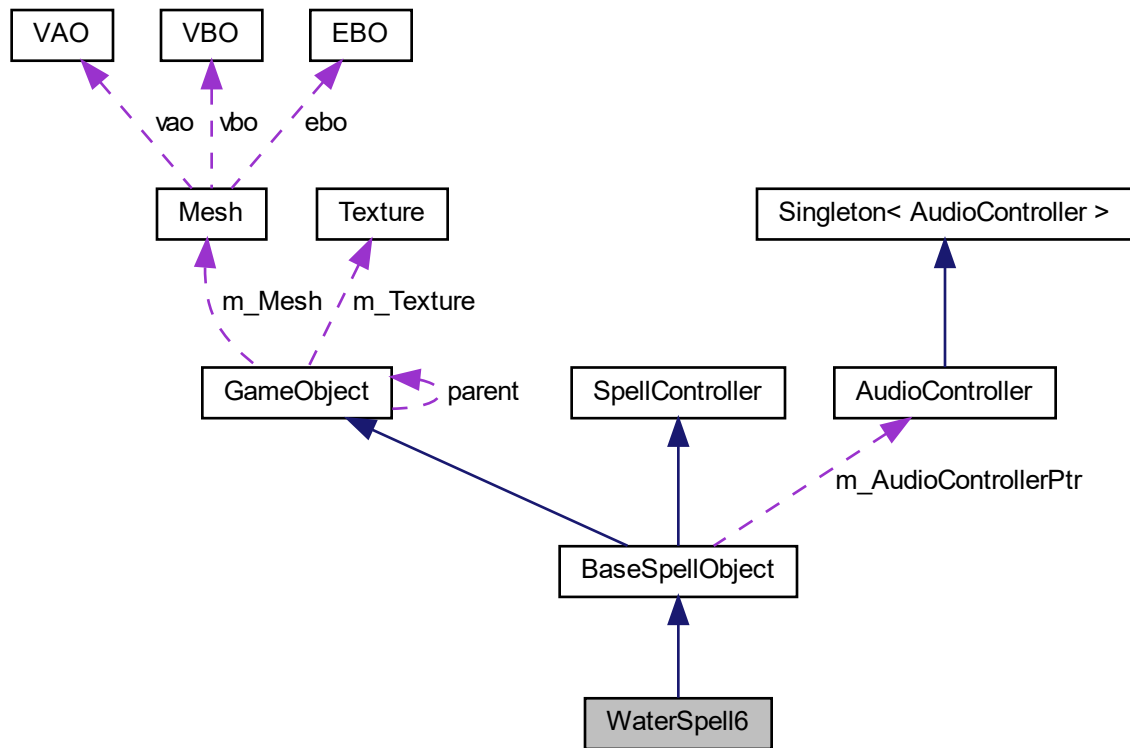 VAO
VBO
EBO
vao
vbo
ebo
Mesh
Texture
Singleton< AudioController >
m_Mesh
m_Texture
GameObject
parent
SpellController
AudioController
m_AudioControllerPtr
BaseSpellObject
WaterSpell6